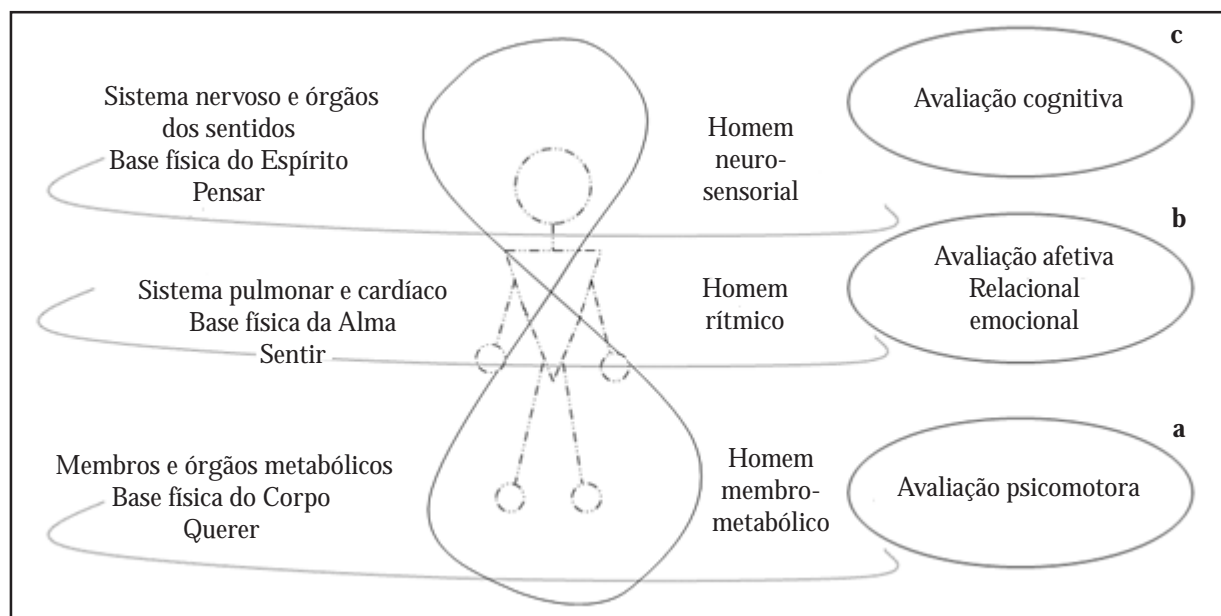 c
Sistema nervoso e órgãos
dos sentidos
Base física do Espírito
Pensar
Homem
neuro-
sensorial
Avaliação cognitiva
b
Sistema pulmonar e cardíaco
Base física da Alma
Sentir
Homem
rítmico
Avaliação afetiva
Relacional
emocional
a
Membros e órgãos metabólicos
Base física do Corpo
Querer
Homem
membro-
metabólico
Avaliação psicomotora